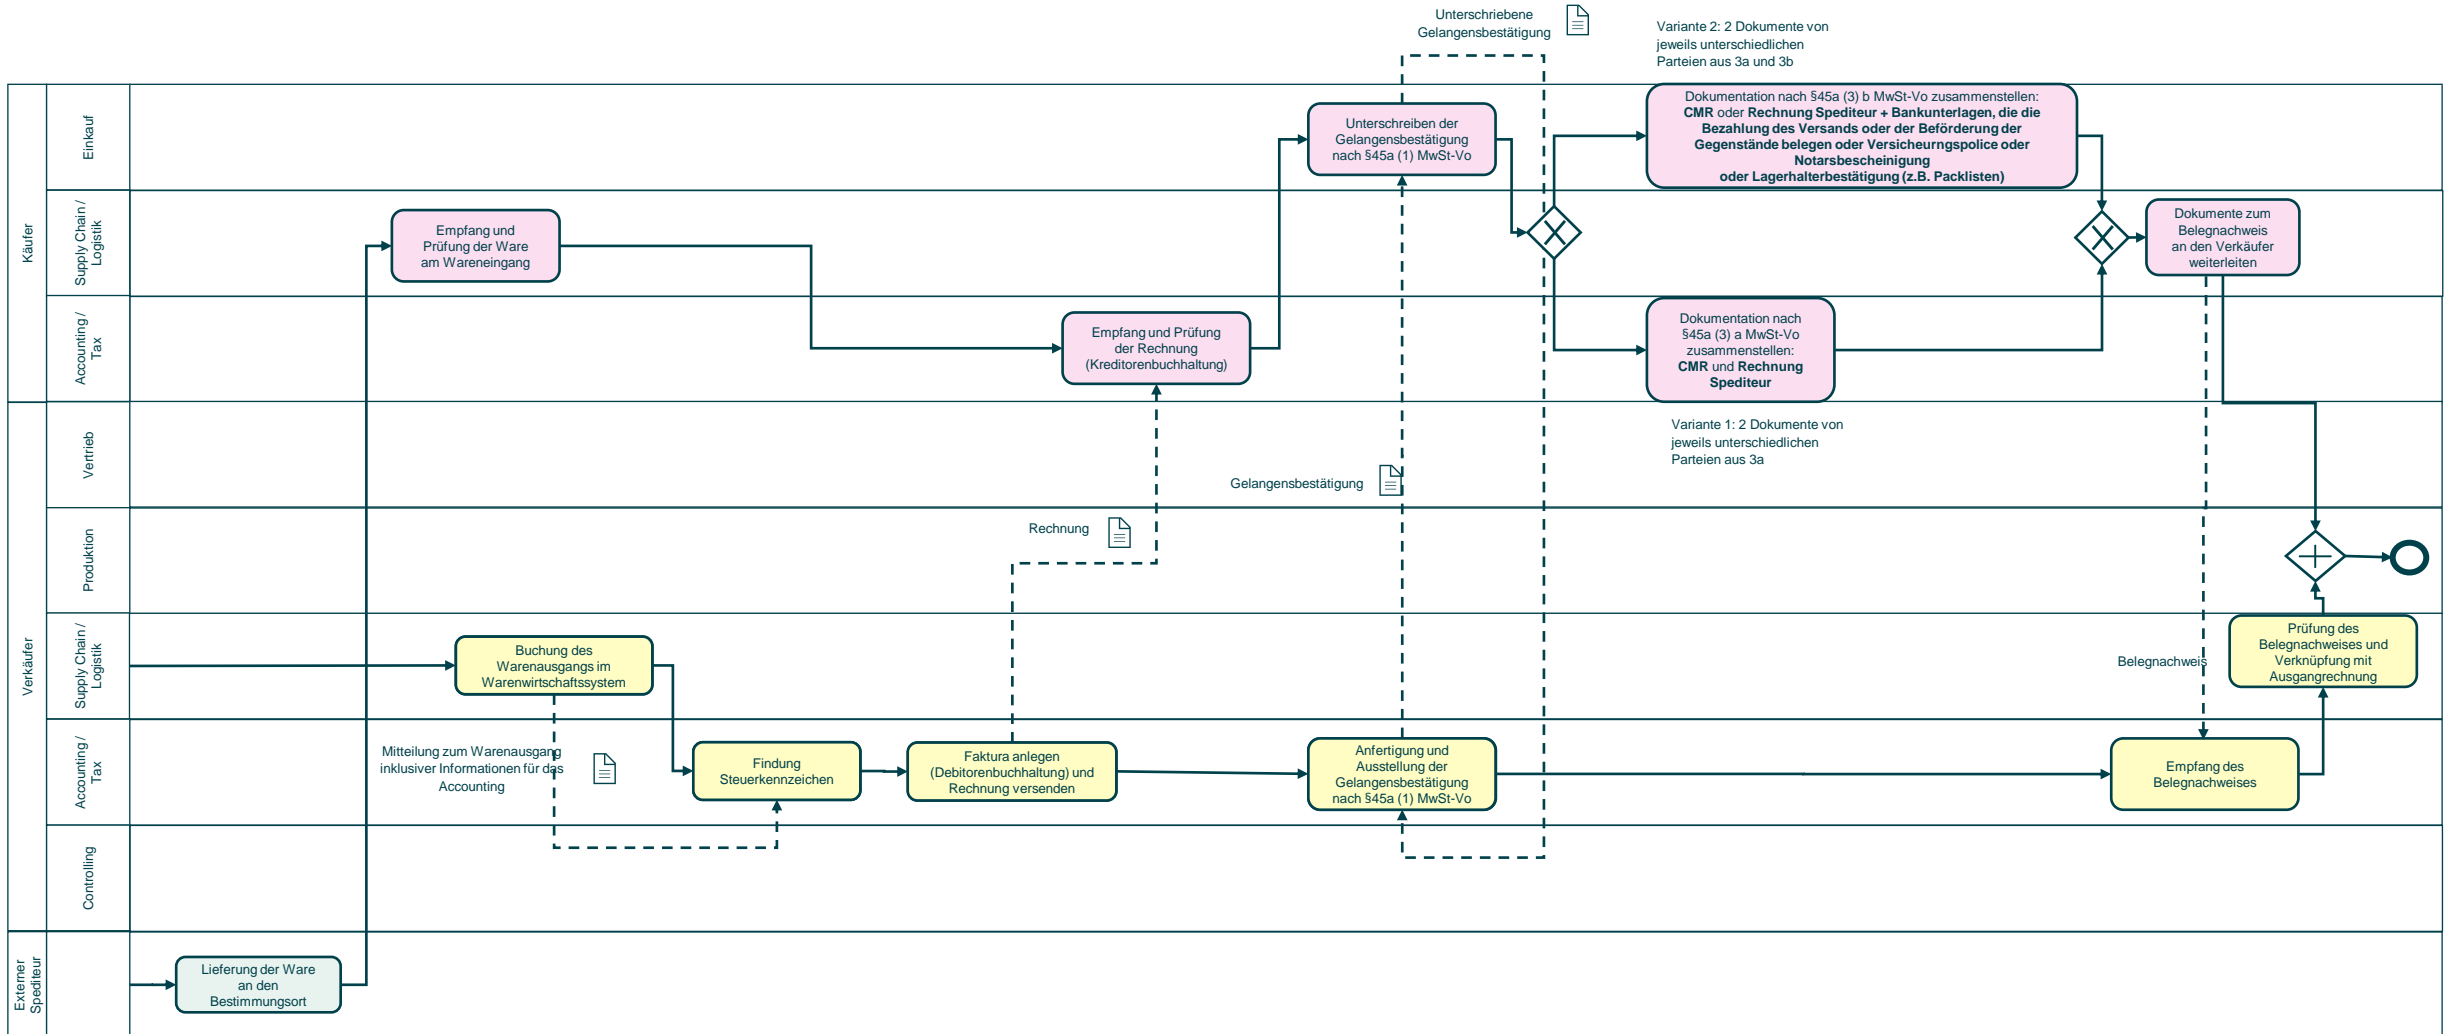 Unterschriebene
Gelangensbestätigung
Variante 2: 2 Dokumente von
jeweils unterschiedlichen
Parteien aus 3a und 3b
Käufer
Einkauf
Unterschreiben der
Gelangensbestätigung
nach §45a (1) MwSt-Vo
Dokumentation nach §45a (3) b MwSt-Vo zusammenstellen:
CMR oder Rechnung Spediteur + Bankunterlagen, die die
Bezahlung des Versands oder der Beförderung der
Gegenstände belegen oder Versicheurngspolice oder
Notarsbescheinigung
oder Lagerhalterbestätigung (z.B. Packlisten)
Supply Chain /
Logistik
Empfang und
Prüfung der Ware
am Wareneingang
Dokumente zum
Belegnachweis
an den Verkäufer
weiterleiten
Accounting /
Tax
Empfang und Prüfung
der Rechnung
(Kreditorenbuchhaltung)
Dokumentation nach
§45a (3) a MwSt-Vo
zusammenstellen:
CMR und Rechnung
Spediteur
Verkäufer
Vertrieb
Variante 1: 2 Dokumente von
jeweils unterschiedlichen
Parteien aus 3a
Gelangensbestätigung
Produktion
Rechnung
Supply Chain /
Logistik
Buchung des
Warenausgangs im
Warenwirtschaftssystem
Belegnachweis
Prüfung des
Belegnachweises und
Verknüpfung mit
Ausgangrechnung
Accounting /
Tax
Mitteilung zum Warenausgang
inklusiver Informationen für das
Accounting
Findung
Steuerkennzeichen
Faktura anlegen
(Debitorenbuchhaltung) und
Rechnung versenden
Anfertigung und
Ausstellung der
Gelangensbestätigung
nach §45a (1) MwSt-Vo
Empfang des
Belegnachweises
Controlling
Externer
Spediteur
Lieferung der Ware
an den
Bestimmungsort